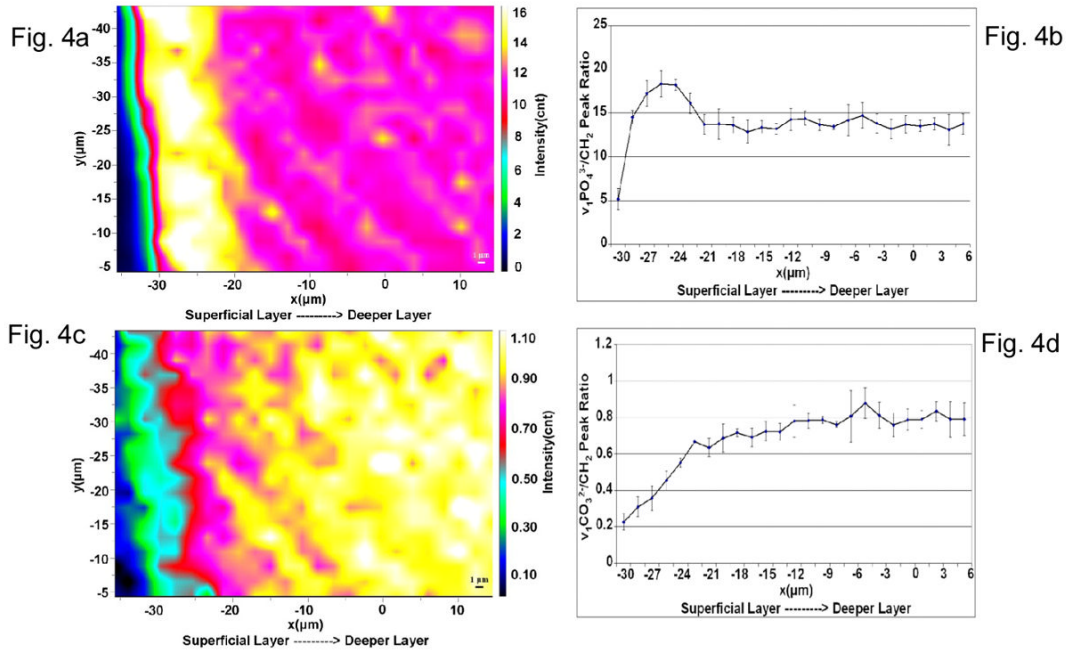 Fig. 4a
-40
-35
-30
-25
-20
-15
-10
-5
y(μm)
-30
-20
-10
0
10
x(μm)
1 μm
Superficial Layer ---------> Deeper Layer
16
14
12
10
8
6
4
2
0
Intensity(cnt)
Fig. 4b
25
20
15
10
5
0
ν₁PO₄³⁻/CH₂ Peak Ratio
-30 -27 -24 -21 -18 -15 -12 -9 -6 -3 0 3 6
x(μm)
Superficial Layer --------> Deeper Layer
Fig. 4c
-40
-35
-30
-25
-20
-15
-10
-5
y(μm)
-30
-20
-10
0
10
x(μm)
1 μm
Superficial Layer ---------> Deeper Layer
1.10
0.90
0.70
0.50
0.30
0.10
Intensity(cnt)
Fig. 4d
1.2
1
0.8
0.6
0.4
0.2
0
ν₁CO₃²⁻/CH₂ Peak Ratio
-30 -27 -24 -21 -18 -15 -12 -9 -6 -3 0 3 6
x(μm)
Superficial Layer --------> Deeper Layer